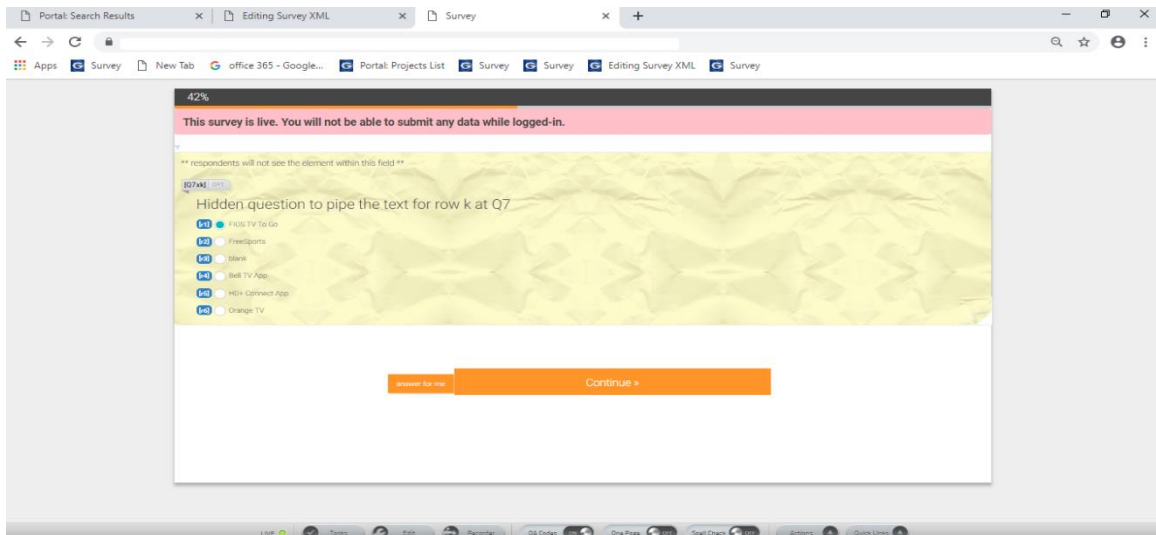 Portal: Search Results
Editing Survey XML
Survey
Apps Survey New Tab office 365 - Google... Portal: Projects List Survey Survey Editing Survey XML Survey
42%
This survey is live. You will not be able to submit any data while logged-in.
** respondents will not see the element within this field **
[Q7xk] OPT
Hidden question to pipe the text for row k at Q7
[r1] FIOS TV To Go
[r2] FreeSports
[r3] blank
[r4] Bell TV App
[r5] HD+ Connect App
[r6] Orange TV
answer for me Continue »
LIVE Tasks Edit Recorder QA Codes One Page OFF Spell Check OFF Actions Quick Links